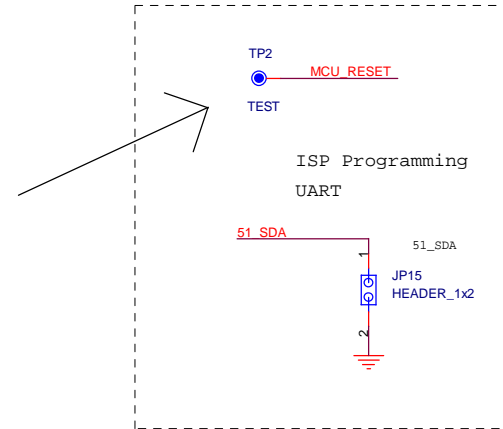 TP2
MCU_RESET
TEST
ISP Programming
UART
51_SDA
51_SDA
1
JP15
HEADER_1x2
2